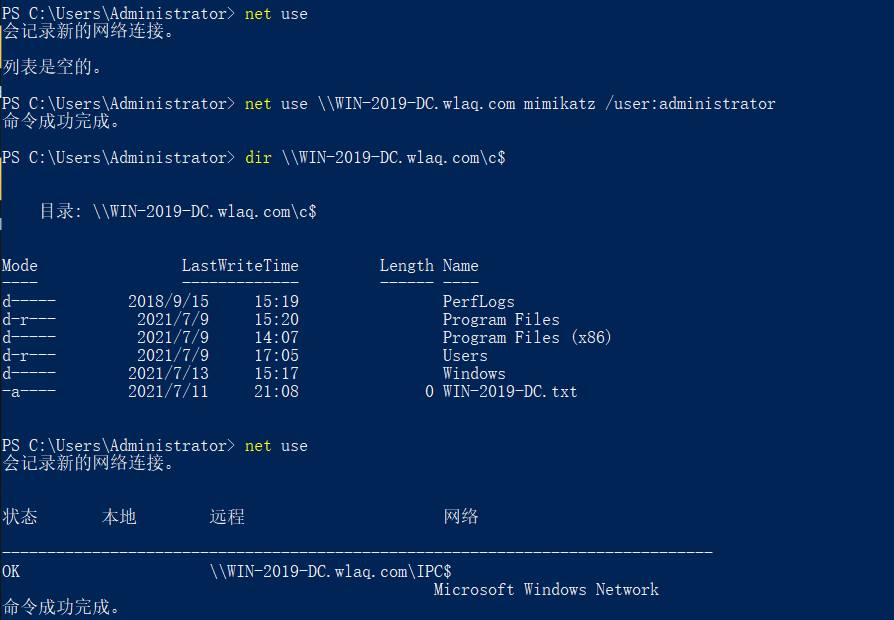 PS C:\Users\Administrator> net use
会记录新的网络连接。
列表是空的。
PS C:\Users\Administrator> net use \\WIN-2019-DC.wlaq.com mimikatz /user:administrator
命令成功完成。
PS C:\Users\Administrator> dir \\WIN-2019-DC.wlaq.com\c$
目录: \\WIN-2019-DC.wlaq.com\c$
Mode LastWriteTime Length Name
---- ------------- ------ ----
d----- 2018/9/15 15:19 PerfLogs
d-r--- 2021/7/9 15:20 Program Files
d----- 2021/7/9 14:07 Program Files (x86)
d-r--- 2021/7/9 17:05 Users
d----- 2021/7/13 15:17 Windows
-a---- 2021/7/11 21:08 0 WIN-2019-DC.txt
PS C:\Users\Administrator> net use
会记录新的网络连接。
状态 本地 远程 网络
-------------------------------------------------------------------------------
OK \\WIN-2019-DC.wlaq.com\IPC$
Microsoft Windows Network
命令成功完成。